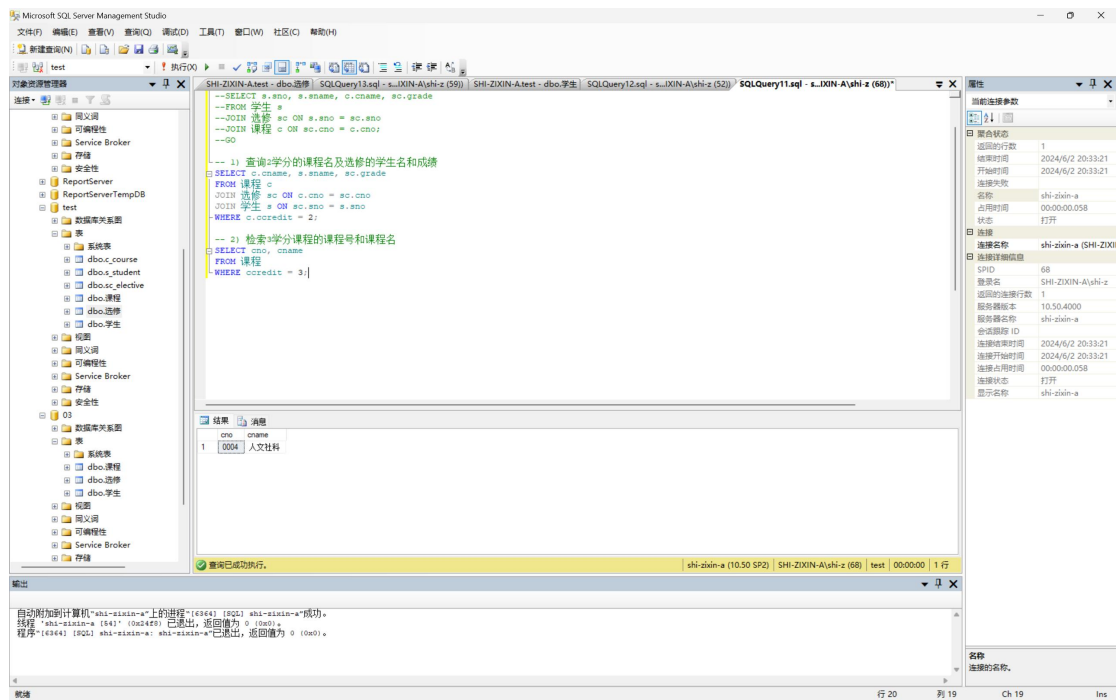 Microsoft SQL Server Management Studio
文件(F) 编辑(E) 查看(V) 查询(Q) 调试(D) 工具(T) 窗口(W) 社区(C) 帮助(H)
新建查询(N)
test 执行(X)
对象资源管理器
连接
同义词
可编程性
Service Broker
存储
安全性
ReportServer
ReportServerTempDB
test
数据库关系图
表
系统表
dbo.c_course
dbo.s_student
dbo.sc_elective
dbo.课程
dbo.选修
dbo.学生
视图
同义词
可编程性
Service Broker
存储
安全性
03
数据库关系图
表
系统表
dbo.课程
dbo.选修
dbo.学生
视图
同义词
可编程性
Service Broker
存储
SHI-ZIXIN-A.test - dbo.选修 SQLQuery13.sql - s...IXIN-A\shi-z (59)) SHI-ZIXIN-A.test - dbo.学生 SQLQuery12.sql - s...IXIN-A\shi-z (52)) SQLQuery11.sql - s...IXIN-A\shi-z (68))*
--SELECT s.sno, s.sname, c.cname, sc.grade
--FROM 学生 s
--JOIN 选修 sc ON s.sno = sc.sno
--JOIN 课程 c ON sc.cno = c.cno;
--GO
-- 1) 查询2学分的课程名及选修的学生名和成绩
SELECT c.cname, s.sname, sc.grade
FROM 课程 c
JOIN 选修 sc ON c.cno = sc.cno
JOIN 学生 s ON sc.sno = s.sno
WHERE c.ccredit = 2;
-- 2) 检索3学分课程的课程号和课程名
SELECT cno, cname
FROM 课程
WHERE ccredit = 3;
结果 消息
cno cname
1 0004 人文社科
查询已成功执行。 shi-zixin-a (10.50 SP2) SHI-ZIXIN-A\shi-z (68) test 00:00:00 1 行
属性
当前连接参数
聚合状态
返回的行数 1
结束时间 2024/6/2 20:33:21
开始时间 2024/6/2 20:33:21
连接失败
名称 shi-zixin-a
占用时间 00:00:00.058
状态 打开
连接
连接名称 shi-zixin-a (SHI-ZIXI
连接详细信息
SPID 68
登录名 SHI-ZIXIN-A\shi-z
返回的连接行数 1
服务器版本 10.50.4000
服务器名称 shi-zixin-a
会话跟踪 ID
连接结束时间 2024/6/2 20:33:21
连接开始时间 2024/6/2 20:33:21
连接占用时间 00:00:00.058
连接状态 打开
显示名称 shi-zixin-a
名称
连接的名称。
输出
自动附加到计算机"shi-zixin-a"上的进程"[6364] [SQL] shi-zixin-a"成功。
线程 'shi-zixin-a [54]' (0x24f8) 已退出，返回值为 0 (0x0)。
程序"[6364] [SQL] shi-zixin-a: shi-zixin-a"已退出，返回值为 0 (0x0)。
就绪 行 20 列 19 Ch 19 Ins